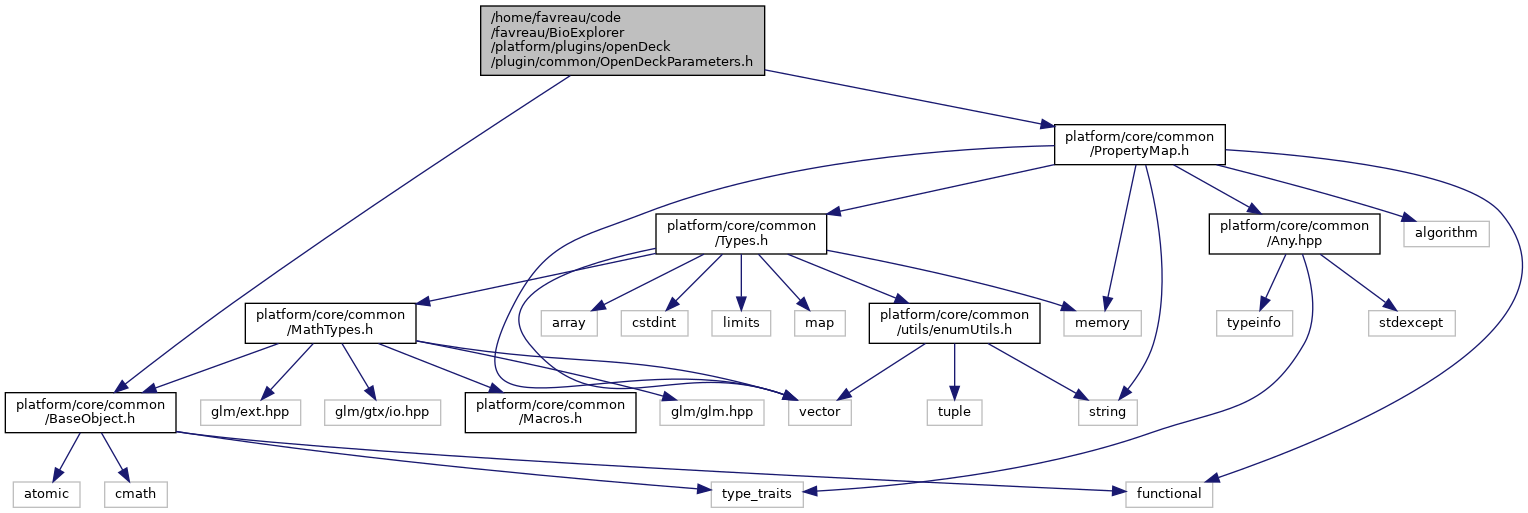 /home/favreau/code
/favreau/BioExplorer
/platform/plugins/openDeck
/plugin/common/OpenDeckParameters.h
platform/core/common
/PropertyMap.h
platform/core/common
/Types.h
platform/core/common
/Any.hpp
algorithm
platform/core/common
/MathTypes.h
array
cstdint
limits
map
platform/core/common
/utils/enumUtils.h
memory
typeinfo
stdexcept
platform/core/common
/BaseObject.h
glm/ext.hpp
glm/gtx/io.hpp
platform/core/common
/Macros.h
glm/glm.hpp
vector
tuple
string
atomic
cmath
type_traits
functional